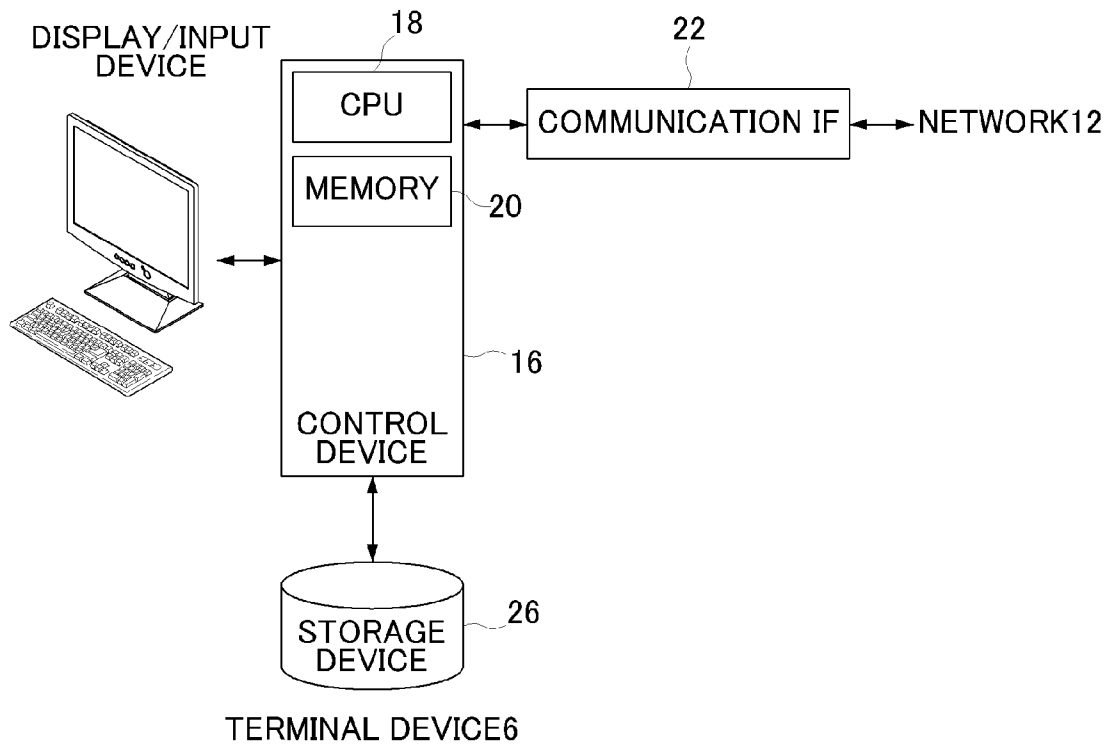 DISPLAY/INPUT
DEVICE
18
CPU
22
COMMUNICATION IF
NETWORK12
MEMORY
20
16
CONTROL
DEVICE
STORAGE
DEVICE
26
TERMINAL DEVICE6